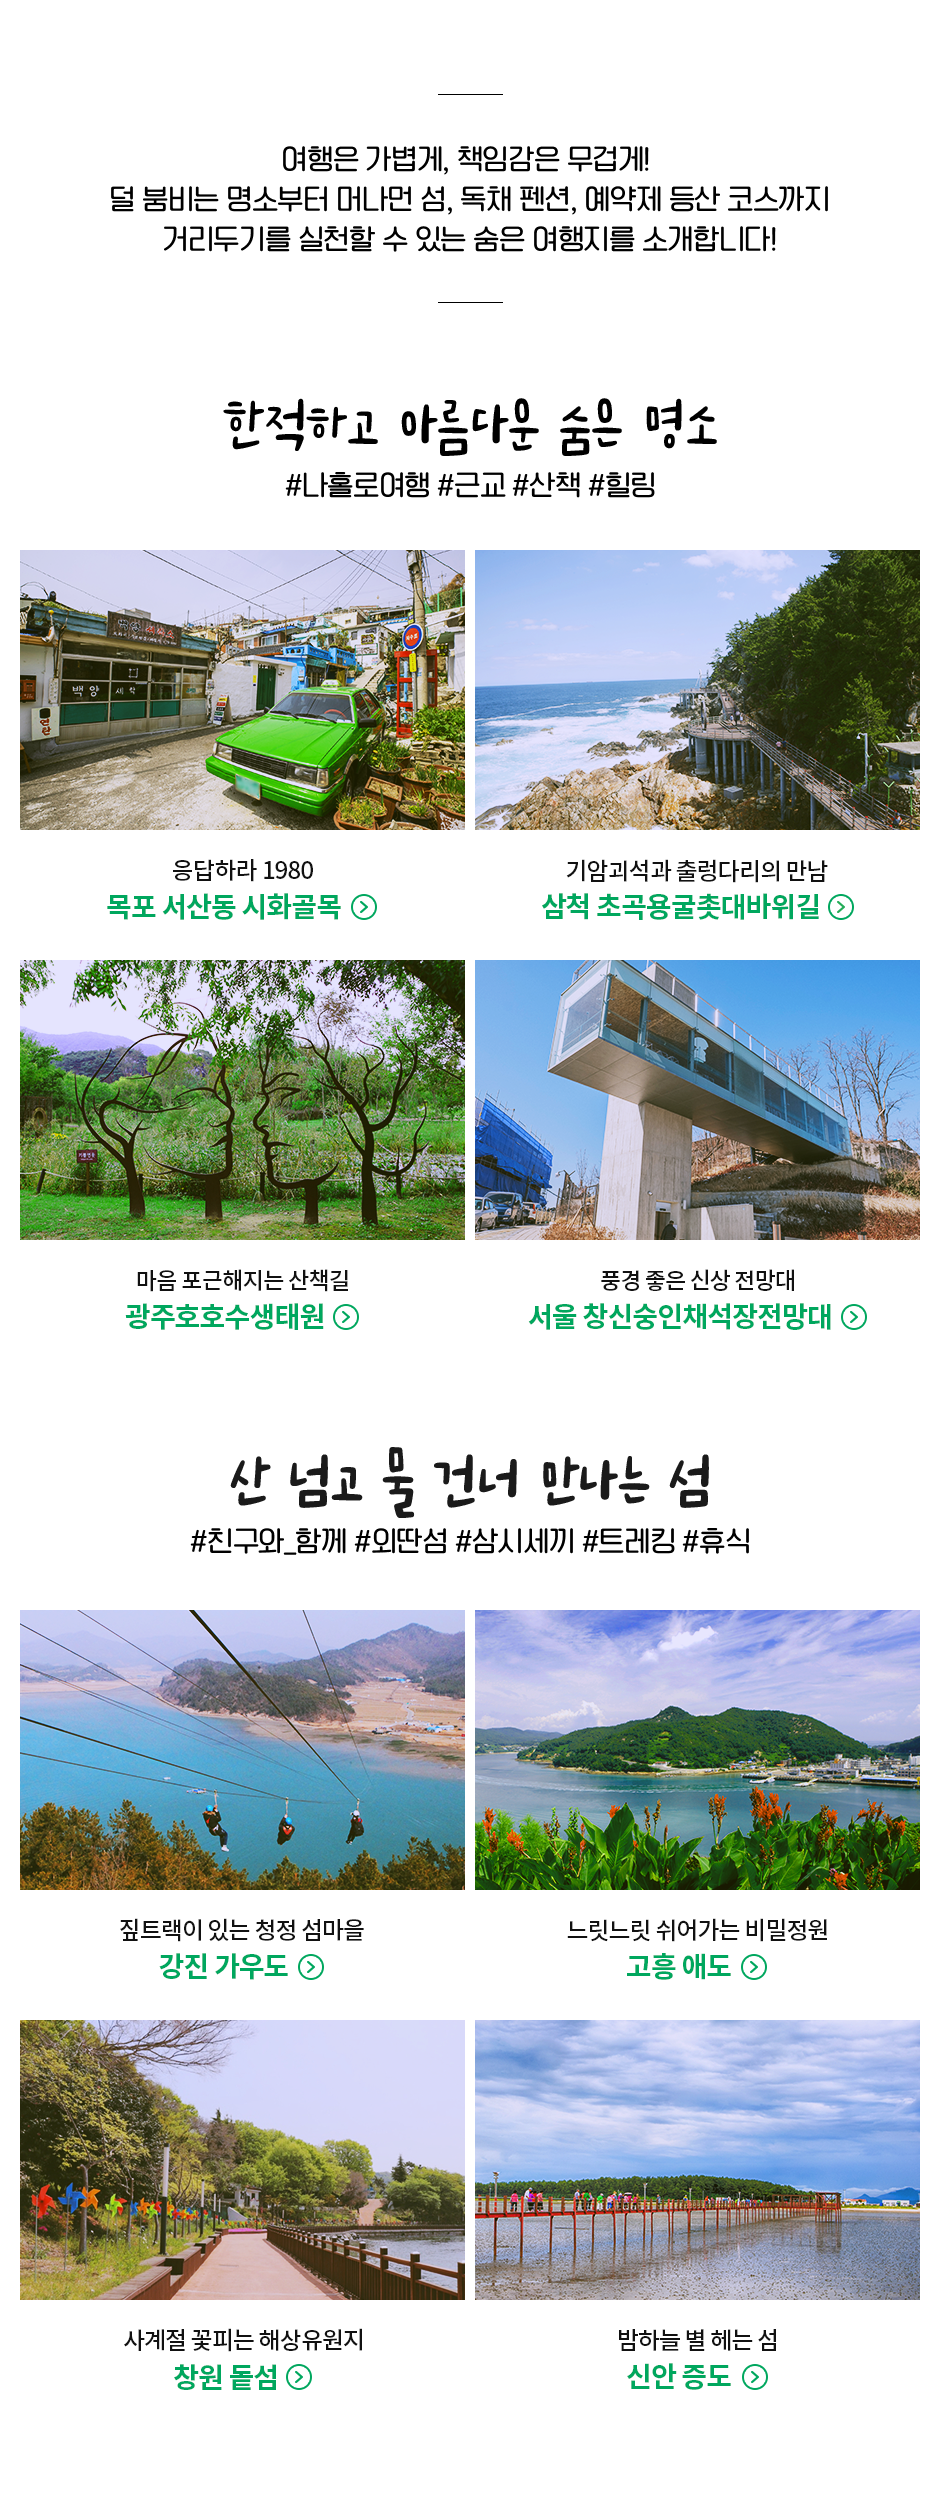 여행은 가볍게, 책임감은 무겁게!
덜 붐비는 명소부터 머나먼 섬, 독채 펜션, 예약제 등산 코스까지
거리두기를 실천할 수 있는 숨은 여행지를 소개합니다!
한적하고 아름다운 숨은 명소
#나홀로여행 #근교 #산책 #힐링
백양
백양 세탁
연탄
응답하라 1980
목포 서산동 시화골목
기암괴석과 출렁다리의 만남
삼척 초곡용굴촛대바위길
마음 포근해지는 산책길
광주호호수생태원
풍경 좋은 신상 전망대
서울 창신숭인채석장전망대
산 넘고 물 건너 만나는 섬
#친구와_함께 #외딴섬 #삼시세끼 #트레킹 #휴식
짚트랙이 있는 청정 섬마을
강진 가우도
느릿느릿 쉬어가는 비밀정원
고흥 애도
사계절 꽃피는 해상유원지
창원 돝섬
밤하늘 별 헤는 섬
신안 증도